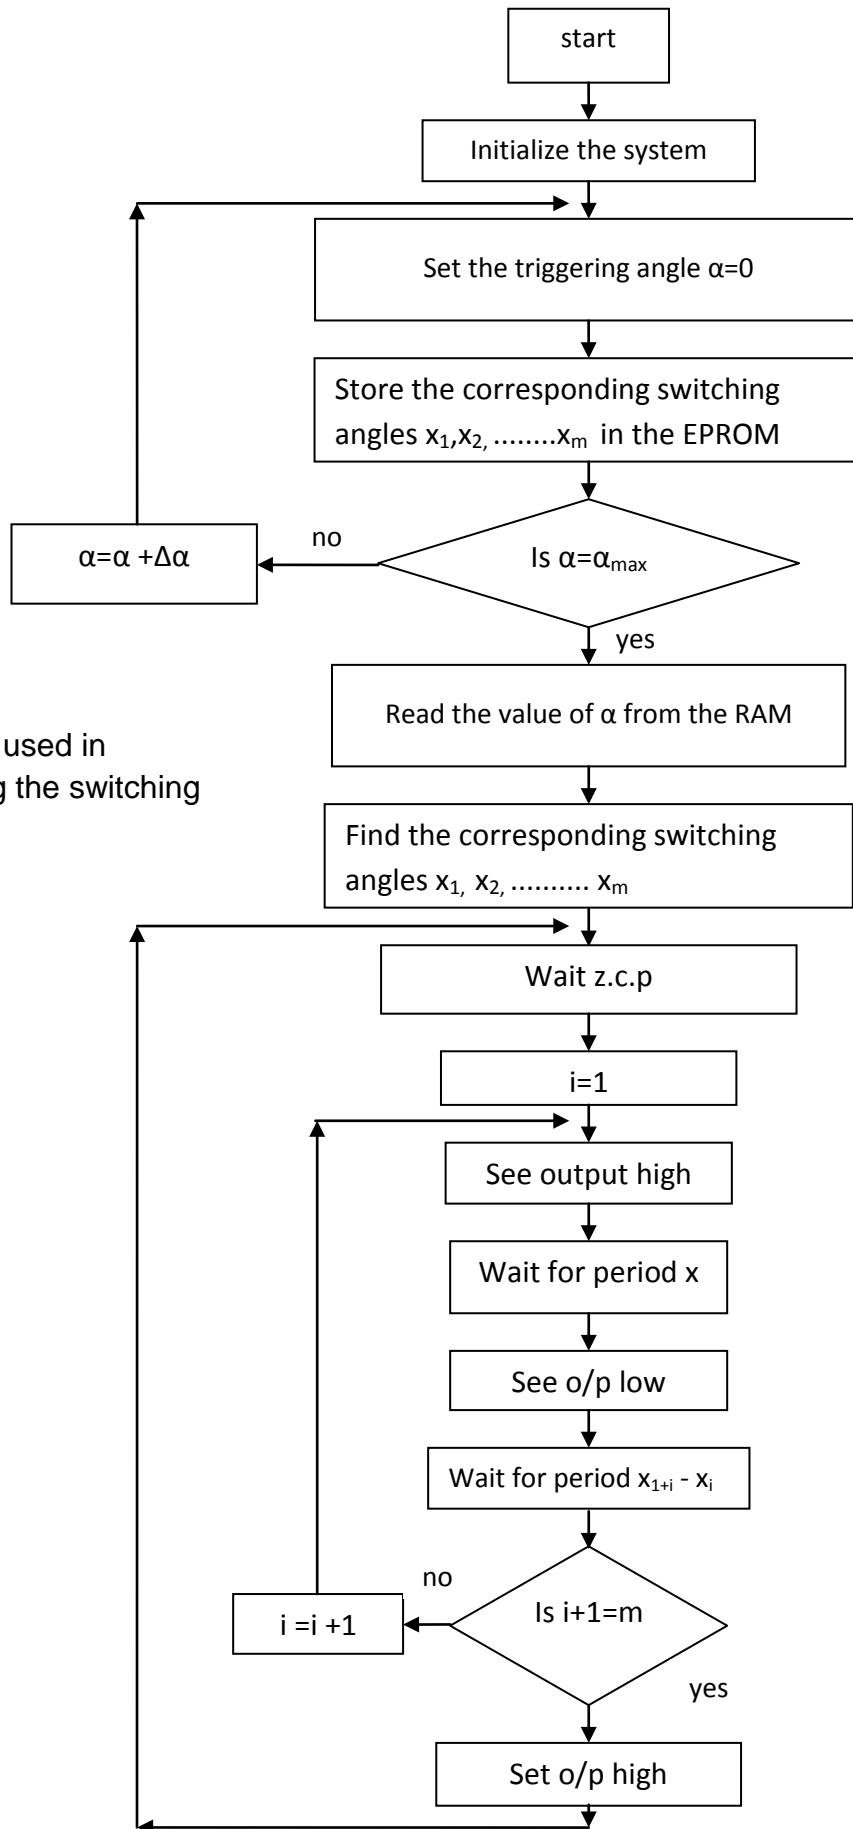 start
Initialize the system
Set the triggering angle α=0
Store the corresponding switching
angles x₁,x₂, ........xₘ in the EPROM
Is α=αmax
no
α=α +Δα
yes
Read the value of α from the RAM
used in
g the switching
Find the corresponding switching
angles x₁, x₂, .......... xₘ
Wait z.c.p
i=1
See output high
Wait for period x
See o/p low
Wait for period x₁₊ᵢ - xᵢ
Is i+1=m
no
i =i +1
yes
Set o/p high